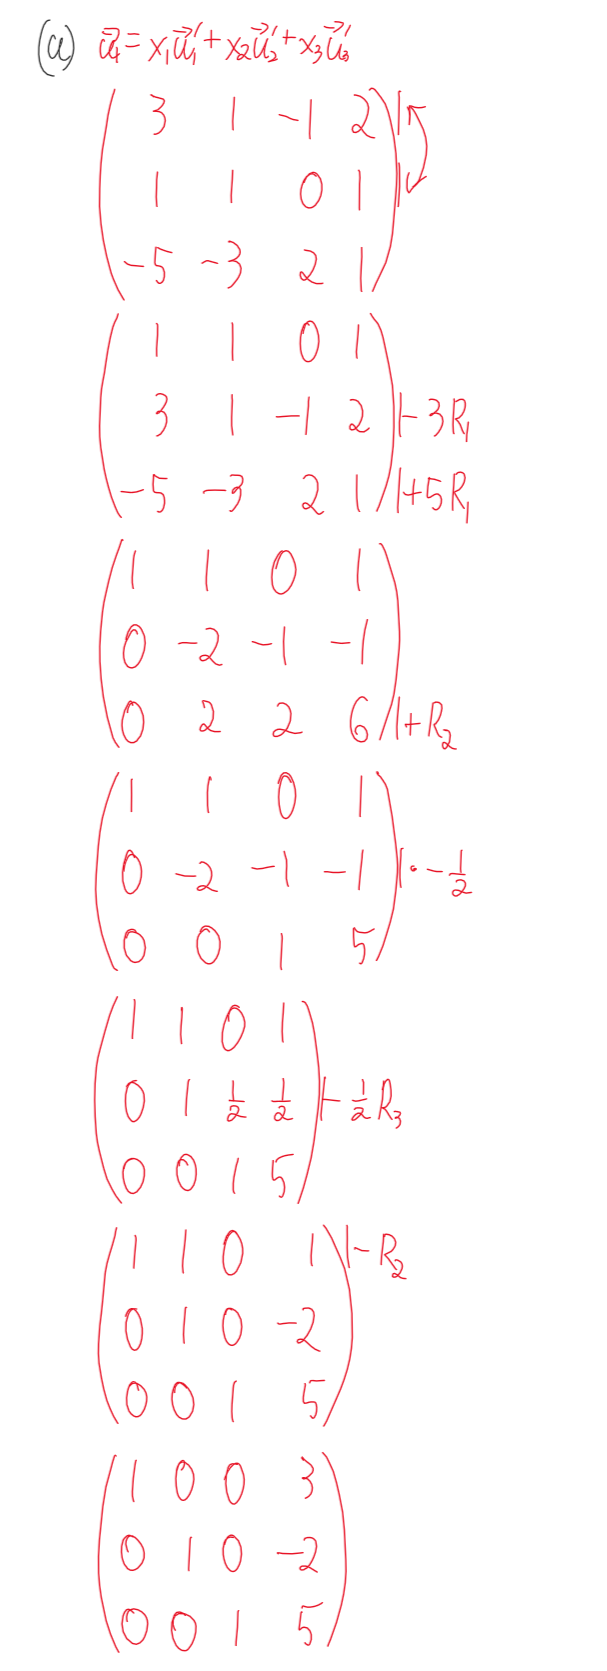 (a) u⃗₄ = x₁u⃗₁' + x₂u⃗₂' + x₃u⃗₃'
( 3 1 -1 2 ) |
( 1 1 0 1 ) |
( -5 -3 2 1 )
( 1 1 0 1 )
( 3 1 -1 2 ) | -3R₁
( -5 -3 2 1 ) | +5R₁
( 1 1 0 1 )
( 0 -2 -1 -1 )
( 0 2 2 6 ) | +R₂
( 1 1 0 1 )
( 0 -2 -1 -1 ) | · -1/2
( 0 0 1 5 )
( 1 1 0 1 )
( 0 1 1/2 1/2 ) | -1/2 R₃
( 0 0 1 5 )
( 1 1 0 1 ) | -R₂
( 0 1 0 -2 )
( 0 0 1 5 )
( 1 0 0 3 )
( 0 1 0 -2 )
( 0 0 1 5 )